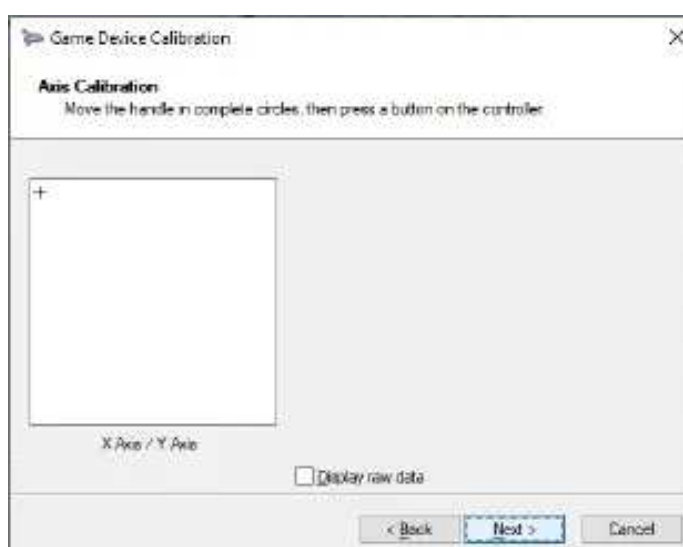 Game Device Calibration
Axis Calibration
Move the handle in complete circles, then press a button on the controller.
X Axis / Y Axis
Display raw data
< Back Next > Cancel